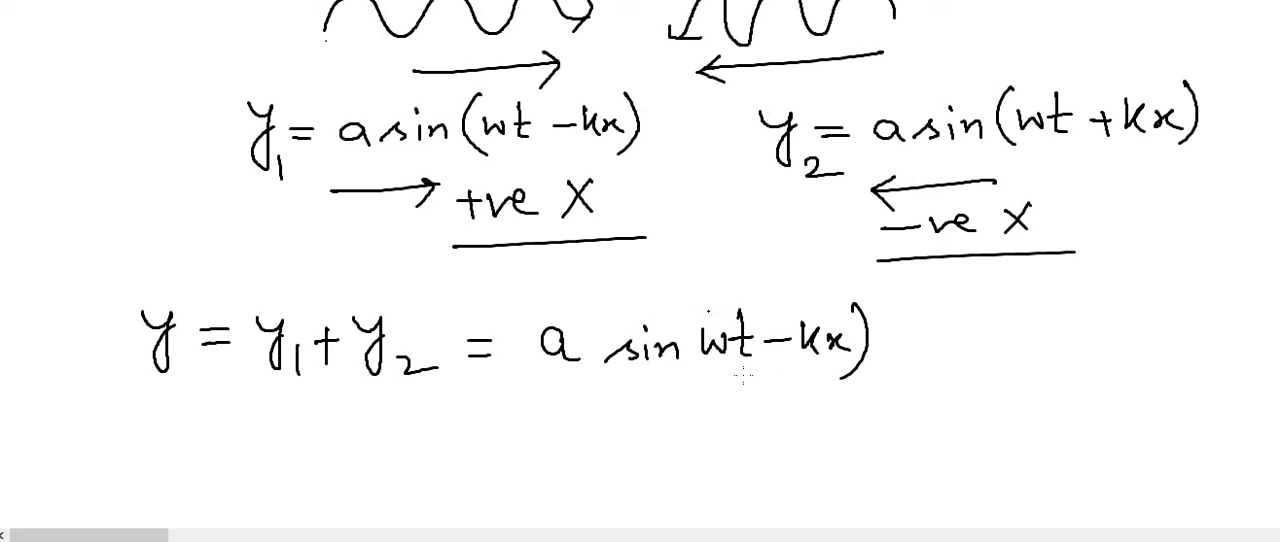 y₁ = a sin(wt - kx) y₂ = a sin(wt + kx)
+ve X -ve X
y = y₁ + y₂ = a sin wt - kx)